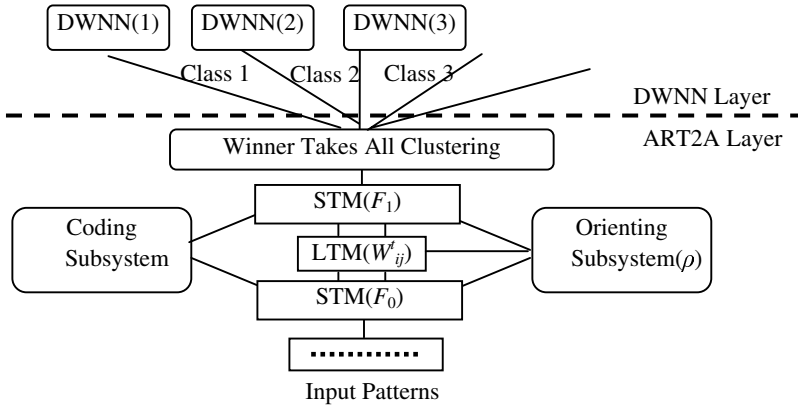 DWNN(1) DWNN(2) DWNN(3)
Class 1 Class 2 Class 3
DWNN Layer
ART2A Layer
Winner Takes All Clustering
STM(F₁)
Coding
Subsystem
LTM(Wᵗᵢⱼ)
Orienting
Subsystem(ρ)
STM(F₀)
Input Patterns